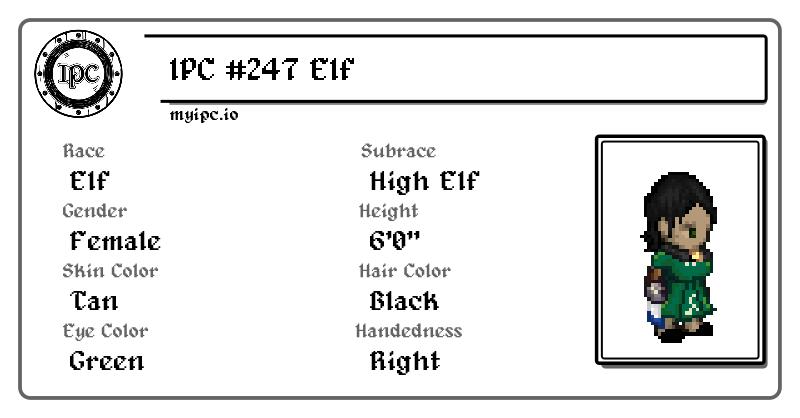 IPC
IPC #247 Elf
myipc.io
Race
Elf
Subrace
High Elf
Gender
Female
Height
6'0"
Skin Color
Tan
Hair Color
Black
Eye Color
Green
Handedness
Right